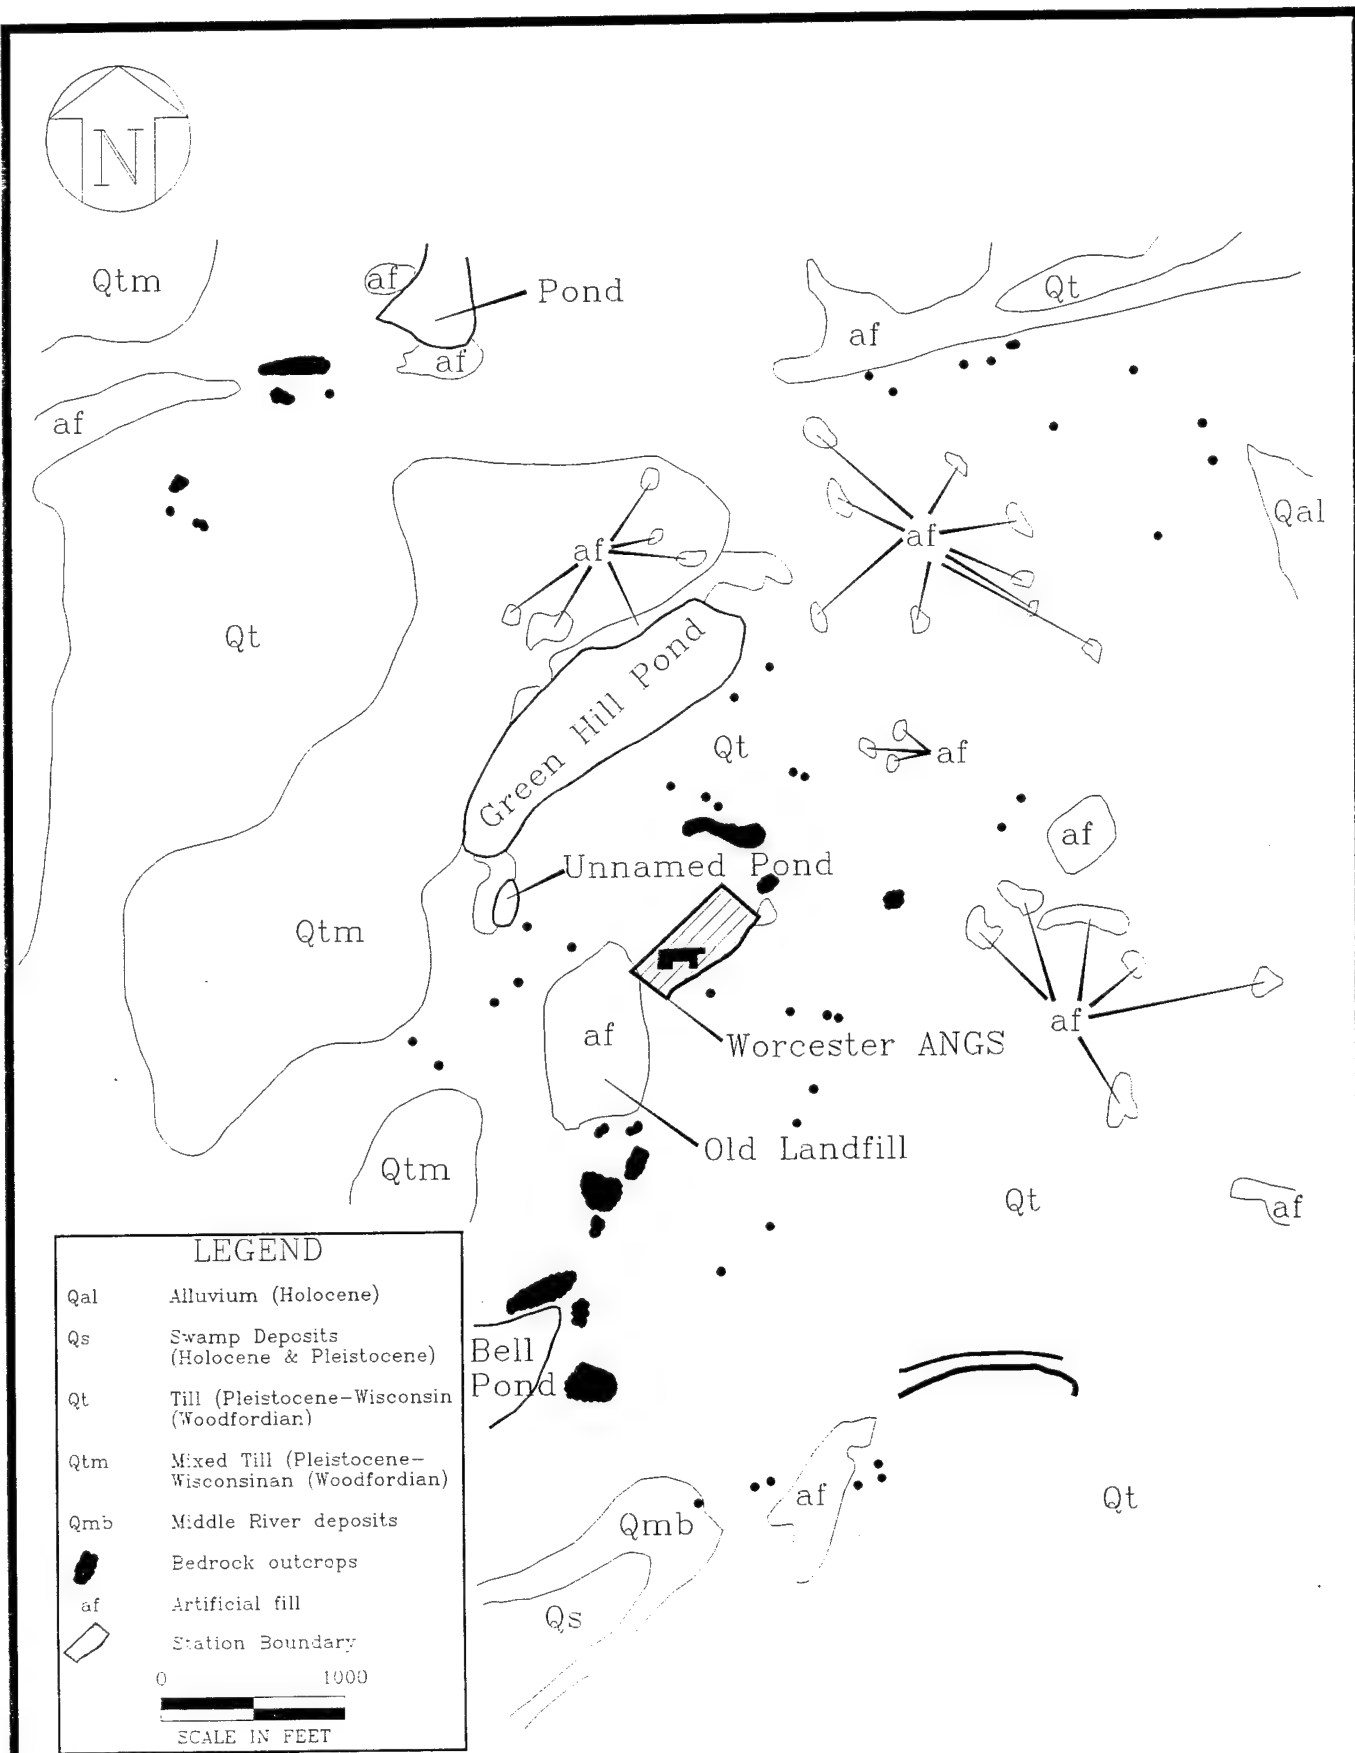 N
Qtm
af
Pond
Qt
af
af
af
Qal
af
af
Qt
Green Hill Pond
Qt
af
af
Unnamed Pond
Qtm
af
af
Worcester ANGS
Old Landfill
Qtm
Qt
af
LEGEND
Qal Alluvium (Holocene)
Qs Swamp Deposits
(Holocene & Pleistocene)
Qt Till (Pleistocene-Wisconsin
(Woodfordian)
Qtm Mixed Till (Pleistocene-
Wisconsinan (Woodfordian)
Qmb Middle River deposits
Bedrock outcrops
af Artificial fill
Station Boundary
0 1000
SCALE IN FEET
Bell
Pond
af
Qt
Qmb
Qs